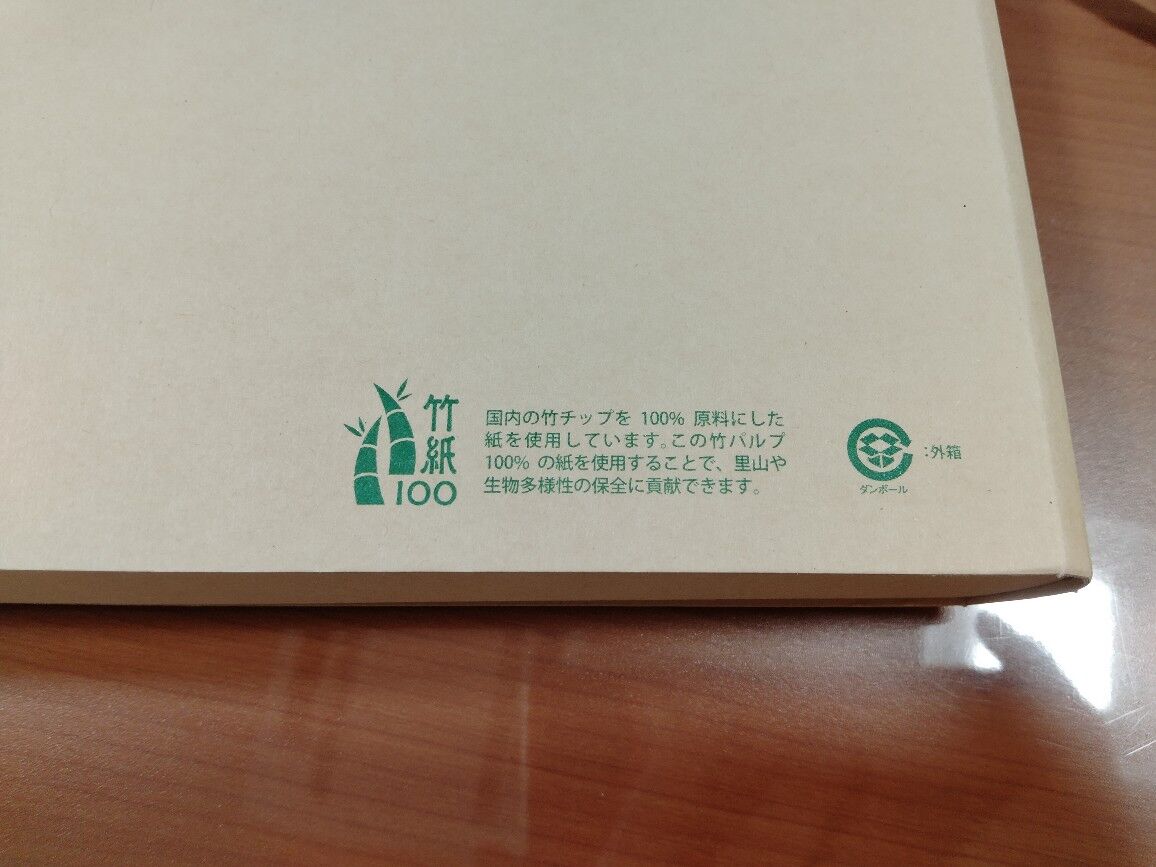 竹紙100
国内の竹チップを 100% 原料にした
紙を使用しています。この竹パルプ
100% の紙を使用することで、里山や
生物多様性の保全に貢献できます。
:外箱
ダンボール